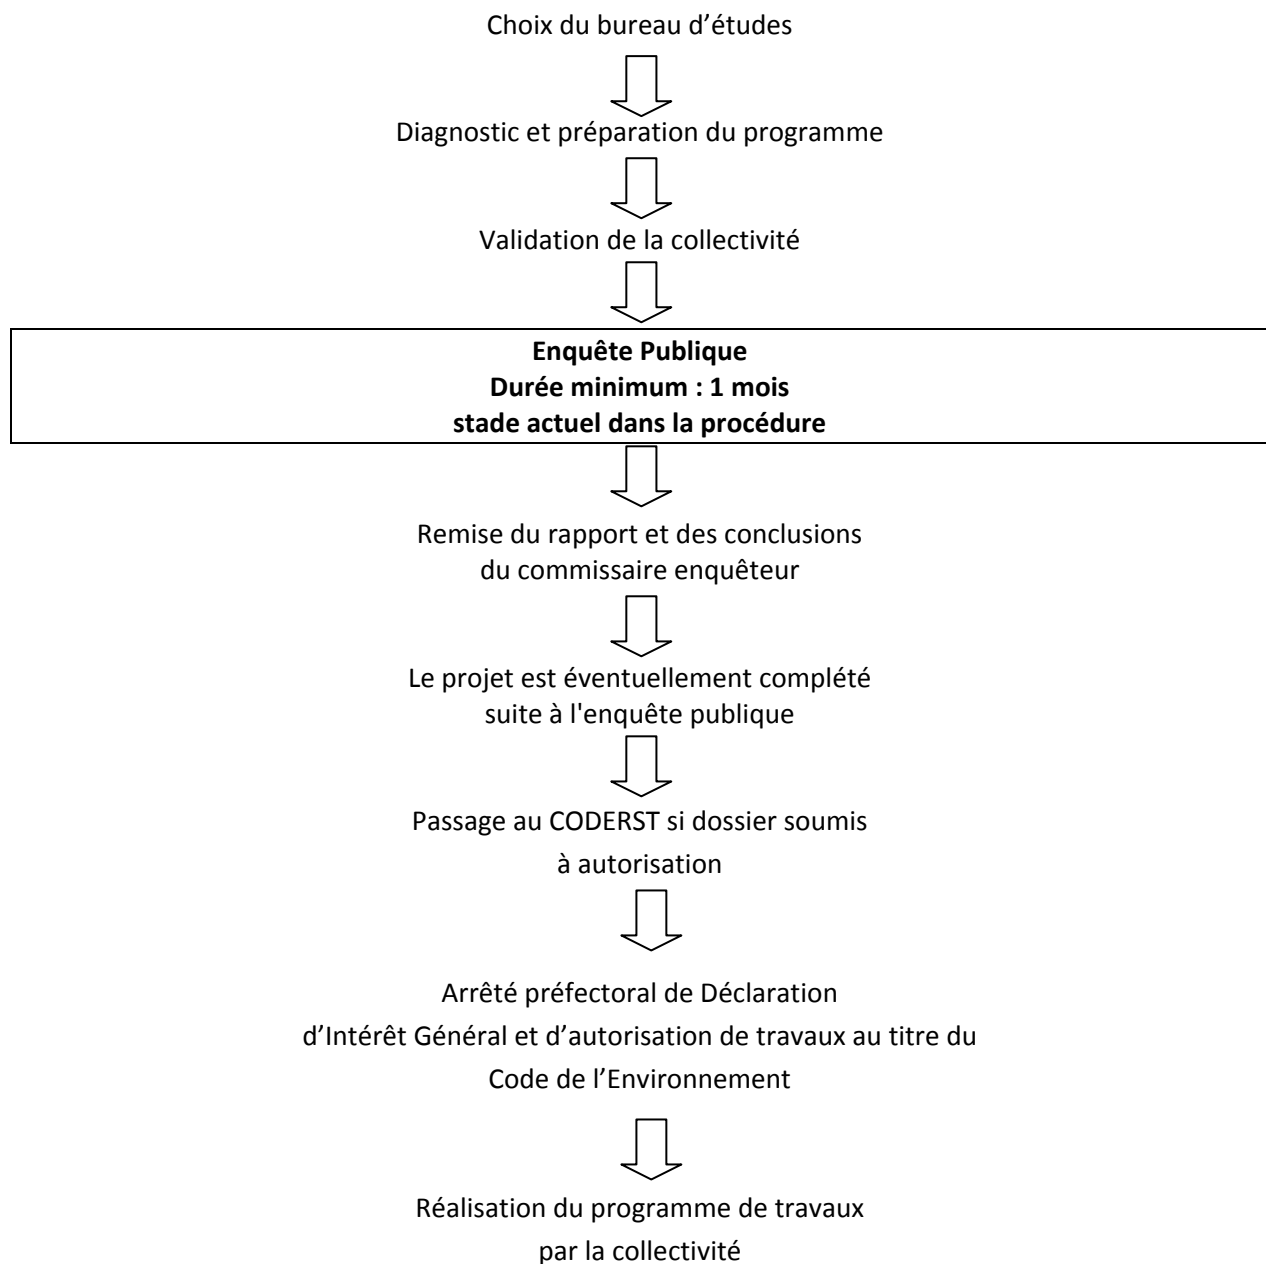 Choix du bureau d’études
Diagnostic et préparation du programme
Validation de la collectivité
Enquête Publique
Durée minimum : 1 mois
stade actuel dans la procédure
Remise du rapport et des conclusions
du commissaire enquêteur
Le projet est éventuellement complété
suite à l'enquête publique
Passage au CODERST si dossier soumis
à autorisation
Arrêté préfectoral de Déclaration
d’Intérêt Général et d’autorisation de travaux au titre du
Code de l’Environnement
Réalisation du programme de travaux
par la collectivité